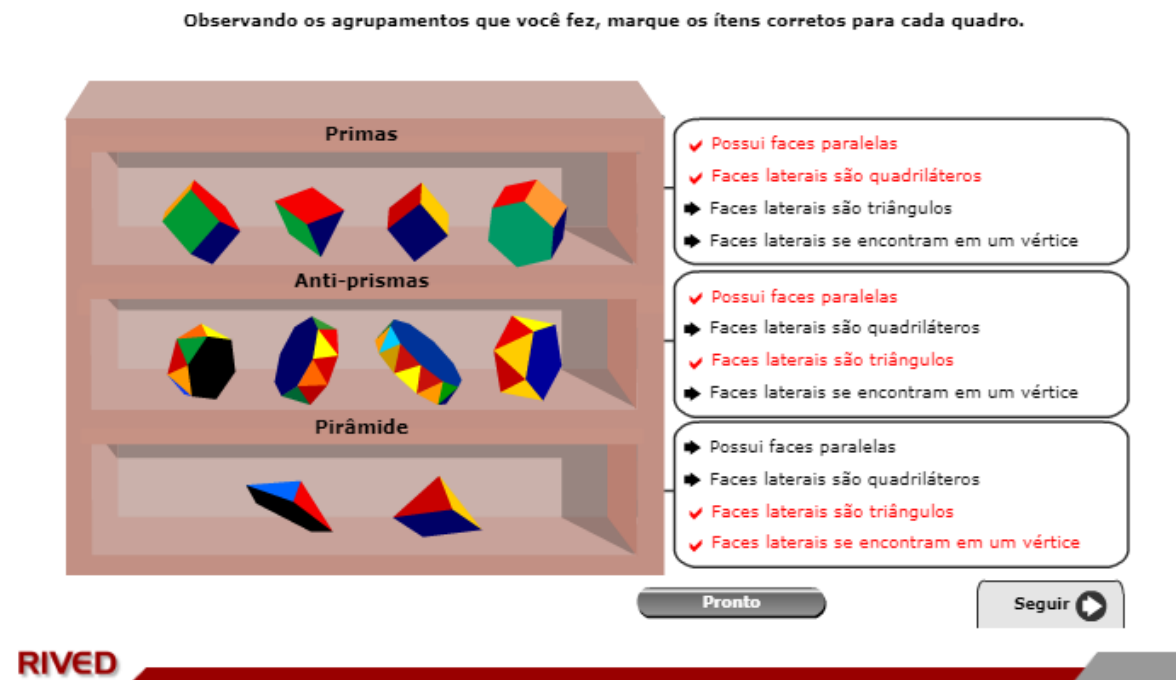 Observando os agrupamentos que você fez, marque os ítens corretos para cada quadro.
Primas
Possui faces paralelas
Faces laterais são quadriláteros
Faces laterais são triângulos
Faces laterais se encontram em um vértice
Anti-prismas
Possui faces paralelas
Faces laterais são quadriláteros
Faces laterais são triângulos
Faces laterais se encontram em um vértice
Pirâmide
Possui faces paralelas
Faces laterais são quadriláteros
Faces laterais são triângulos
Faces laterais se encontram em um vértice
Pronto
Seguir
RIVED